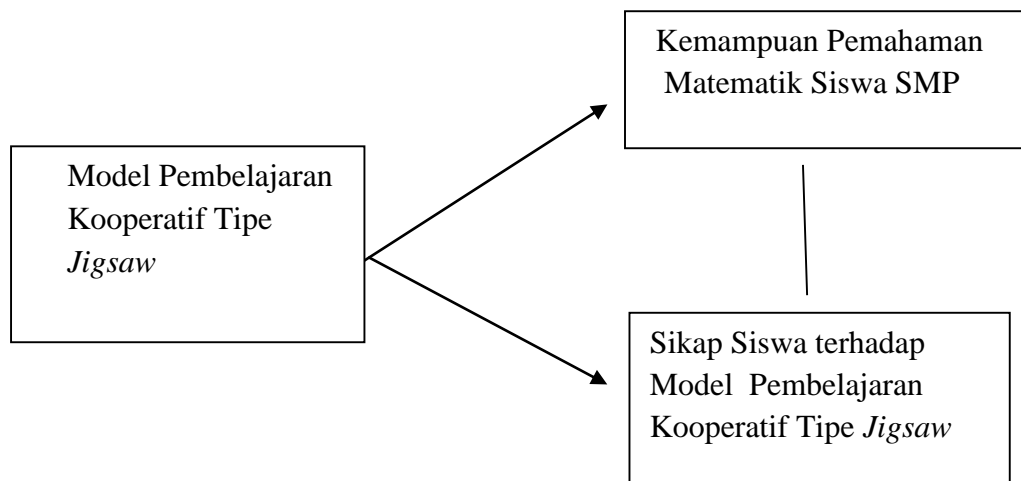 Kemampuan Pemahaman
Matematik Siswa SMP
Model Pembelajaran
Kooperatif Tipe
Jigsaw
Sikap Siswa terhadap
Model Pembelajaran
Kooperatif Tipe Jigsaw